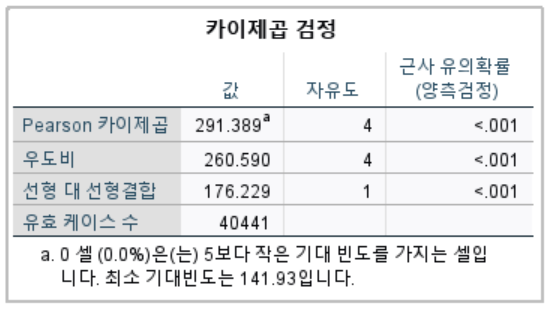 카이제곱 검정
값 자유도 근사 유의확률
(양측검정)
Pearson 카이제곱 291.389a 4 <.001
우도비 260.590 4 <.001
선형 대 선형결합 176.229 1 <.001
유효 케이스 수 40441
a. 0 셀 (0.0%)은(는) 5보다 작은 기대 빈도를 가지는 셀입
니다. 최소 기대빈도는 141.93입니다.